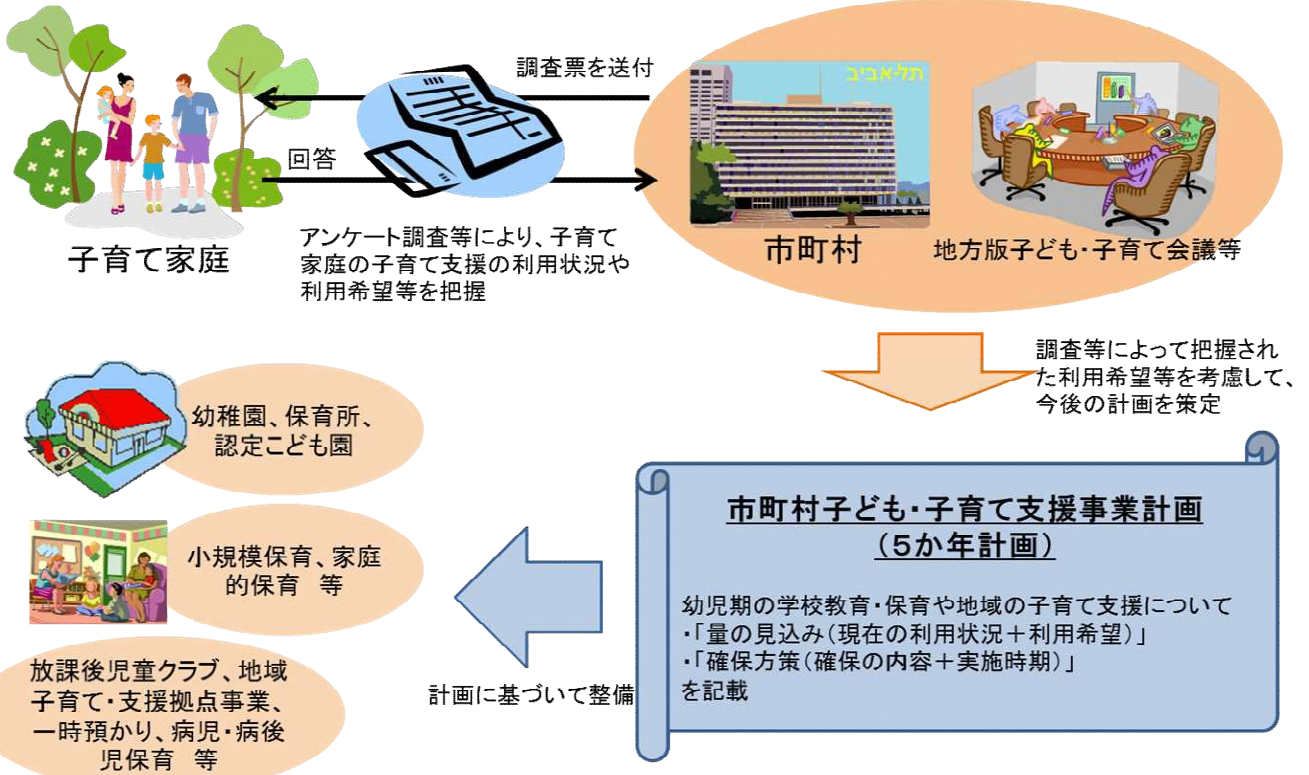 調査票を送付
תל-אביב
回答
子育て家庭
アンケート調査等により、子育て
家庭の子育て支援の利用状況や
利用希望等を把握
市町村
地方版子ども・子育て会議等
調査等によって把握され
た利用希望等を考慮して、
今後の計画を策定
市町村子ども・子育て支援事業計画
（５か年計画）
幼児期の学校教育・保育や地域の子育て支援について
・「量の見込み（現在の利用状況＋利用希望）」
・「確保方策（確保の内容＋実施時期）」
を記載
計画に基づいて整備
幼稚園、保育所、
認定こども園
小規模保育、家庭
的保育　等
放課後児童クラブ、地域
子育て・支援拠点事業、
一時預かり、病児・病後
児保育　等